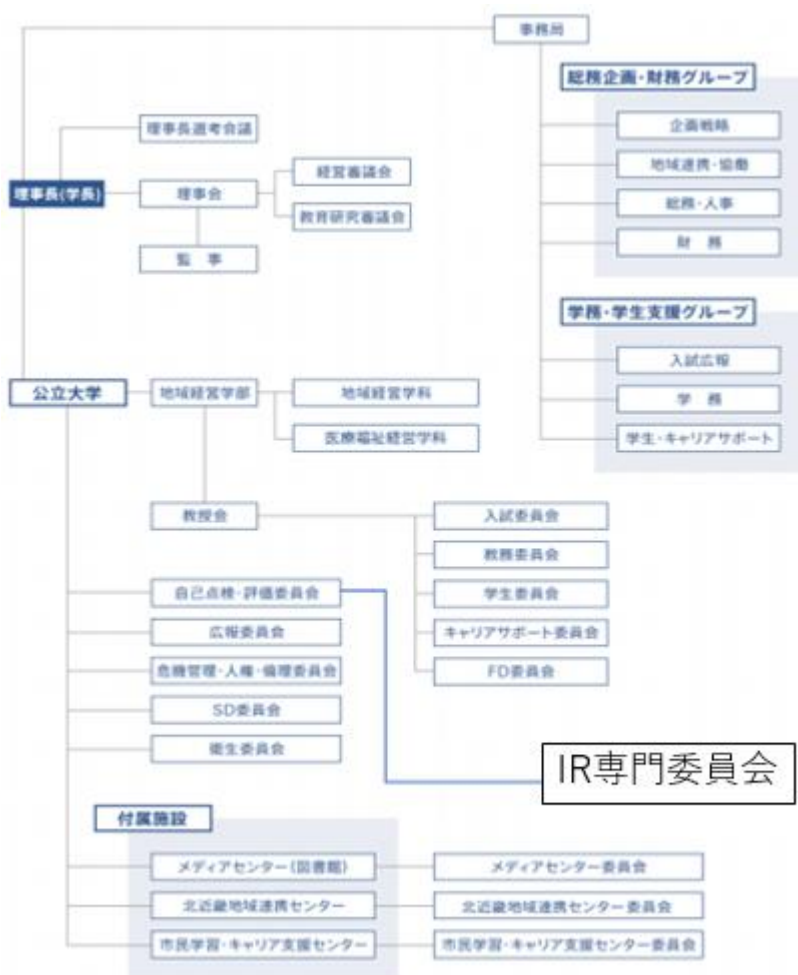 事務局
総務企画・財務グループ
企画戦略
地域連携・協働
総務・人事
財 務
学務・学生支援グループ
入試広報
学 務
学生・キャリアサポート
理事長選考会議
理事長(学長)
理事会
経営審議会
教育研究審議会
監 事
公立大学
地域経営学部
地域経営学科
医療福祉経営学科
教授会
入試委員会
教務委員会
学生委員会
キャリアサポート委員会
FD委員会
自己点検・評価委員会
広報委員会
危機管理・人権・倫理委員会
SD委員会
衛生委員会
IR専門委員会
付属施設
メディアセンター(図書館)
メディアセンター委員会
北近畿地域連携センター
北近畿地域連携センター委員会
市民学習・キャリア支援センター
市民学習・キャリア支援センター委員会